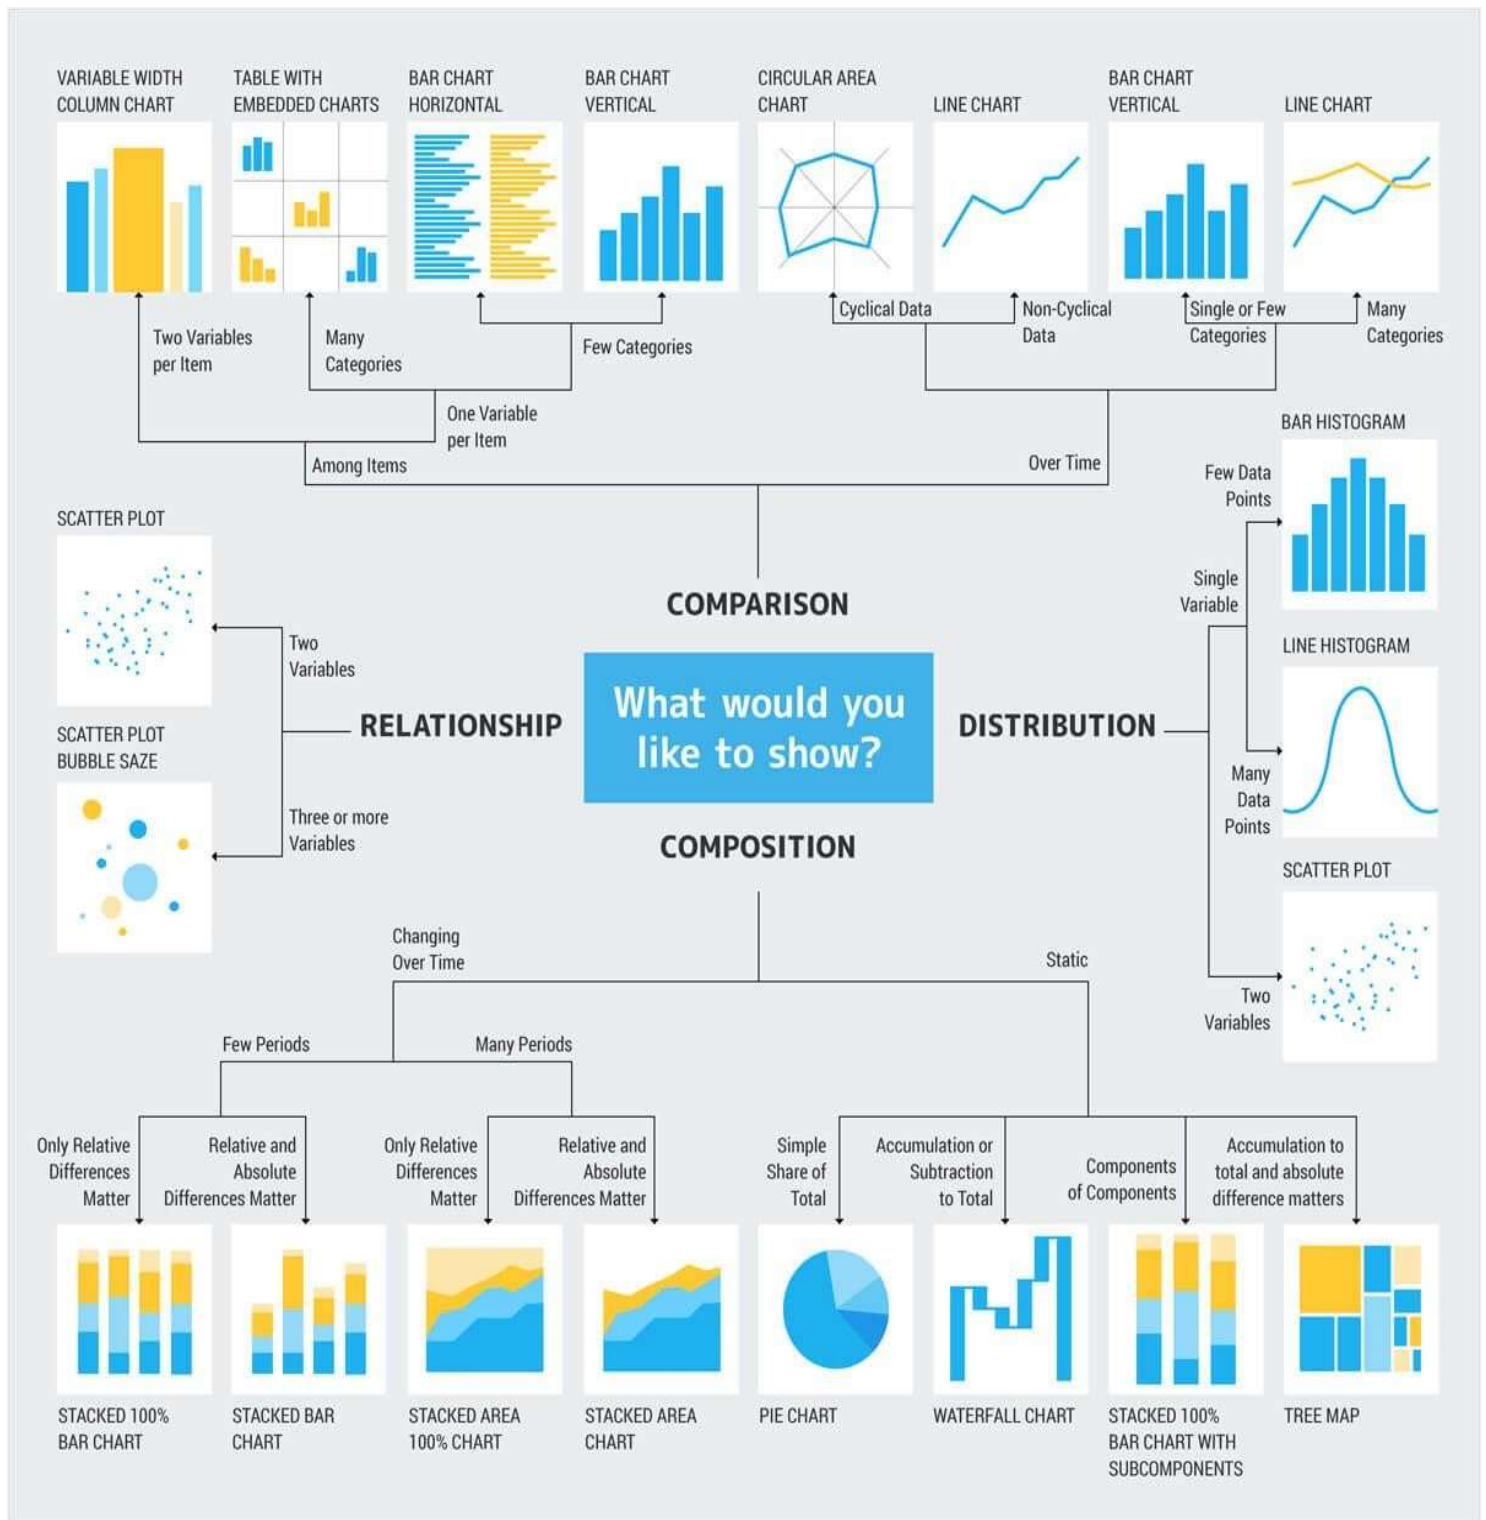 VARIABLE WIDTH
COLUMN CHART
TABLE WITH
EMBEDDED CHARTS
BAR CHART
HORIZONTAL
BAR CHART
VERTICAL
CIRCULAR AREA
CHART
LINE CHART
BAR CHART
VERTICAL
LINE CHART
Two Variables
per Item
Many
Categories
Few Categories
Cyclical Data
Non-Cyclical
Data
Single or Few
Categories
Many
Categories
One Variable
per Item
Among Items
Over Time
BAR HISTOGRAM
Few Data
Points
SCATTER PLOT
Single
Variable
COMPARISON
Two
Variables
LINE HISTOGRAM
RELATIONSHIP
What would you
like to show?
DISTRIBUTION
SCATTER PLOT
BUBBLE SAZE
Many
Data
Points
Three or more
Variables
COMPOSITION
SCATTER PLOT
Changing
Over Time
Static
Two
Variables
Few Periods
Many Periods
Only Relative
Differences
Matter
Relative and
Absolute
Differences Matter
Only Relative
Differences
Matter
Relative and
Absolute
Differences Matter
Simple
Share of
Total
Accumulation or
Subtraction
to Total
Components
of Components
Accumulation to
total and absolute
difference matters
STACKED 100%
BAR CHART
STACKED BAR
CHART
STACKED AREA
100% CHART
STACKED AREA
CHART
PIE CHART
WATERFALL CHART
STACKED 100%
BAR CHART WITH
SUBCOMPONENTS
TREE MAP